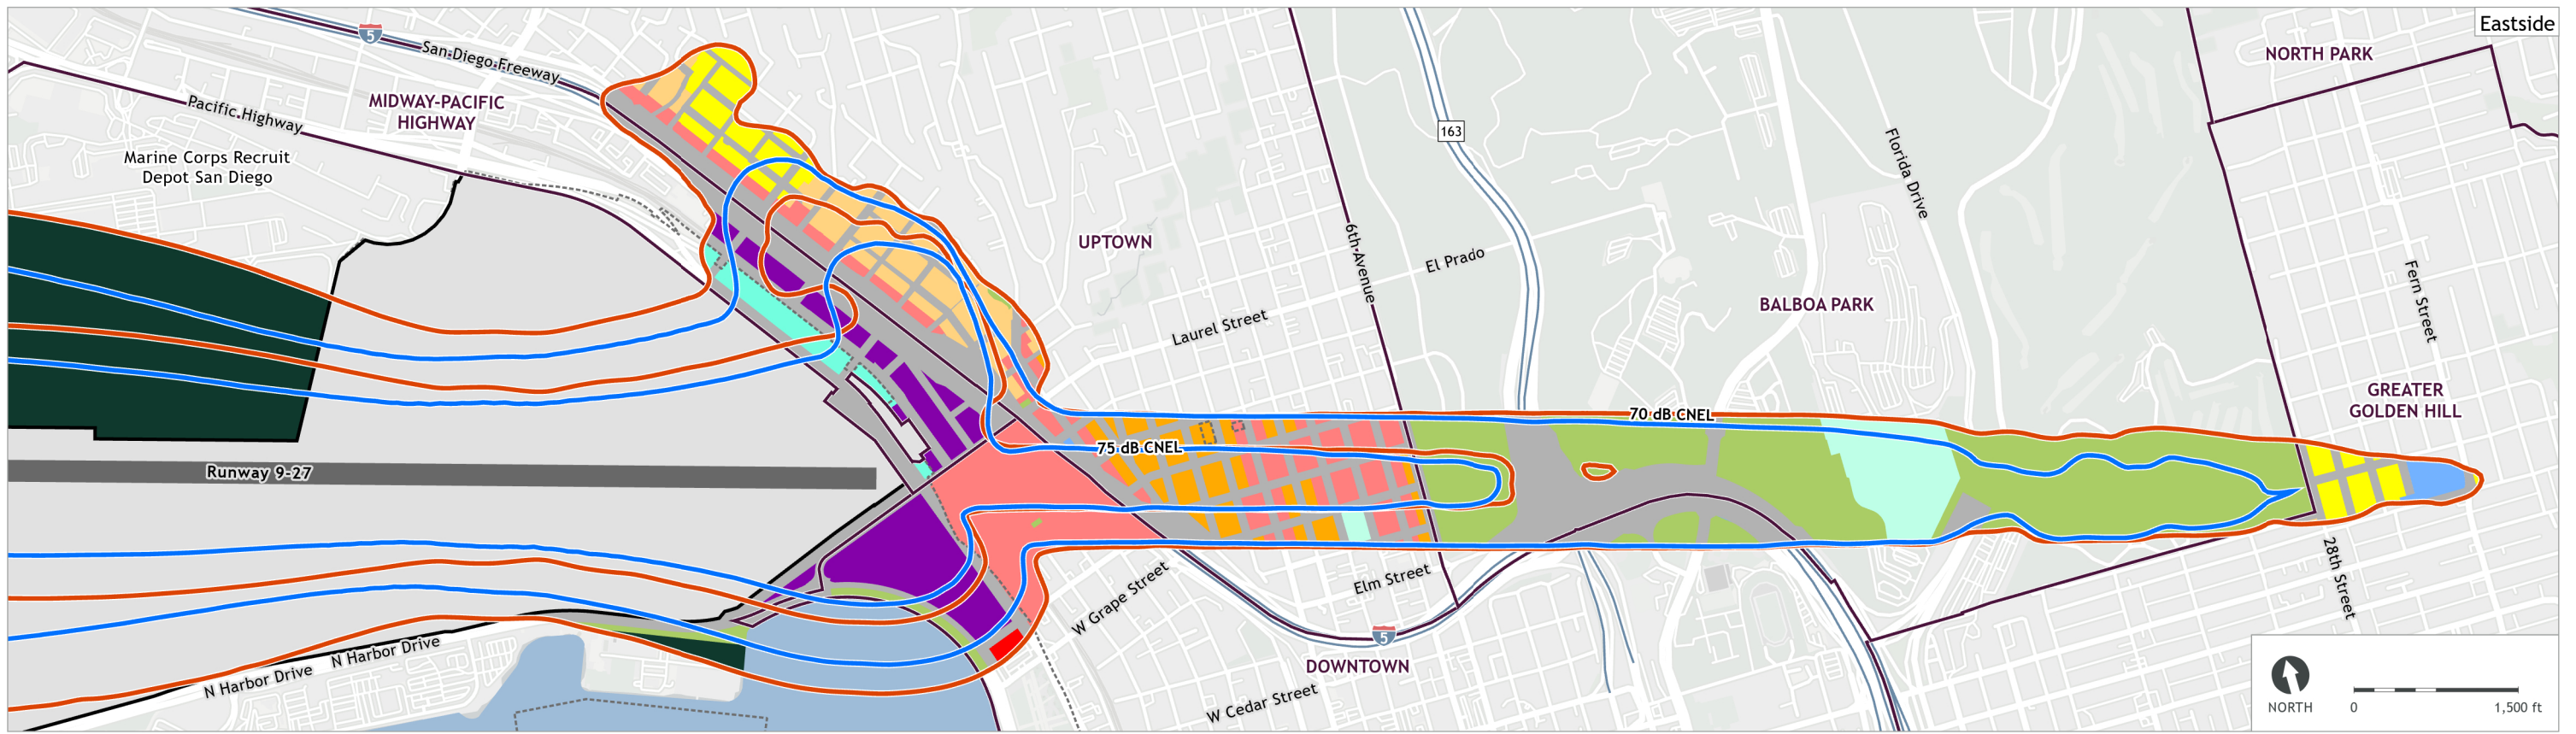 Eastside
5
San Diego Freeway
NORTH PARK
MIDWAY-PACIFIC
HIGHWAY
Pacific Highway
163
Florida Drive
Marine Corps Recruit
Depot San Diego
UPTOWN
6th Avenue
El Prado
BALBOA PARK
Fern Street
Laurel Street
GREATER
GOLDEN HILL
70 dB CNEL
75 dB CNEL
Runway 9-27
W Grape Street
Elm Street
28th Street
5
N Harbor Drive
N Harbor Drive
DOWNTOWN
W Cedar Street
NORTH
0
1,500 ft